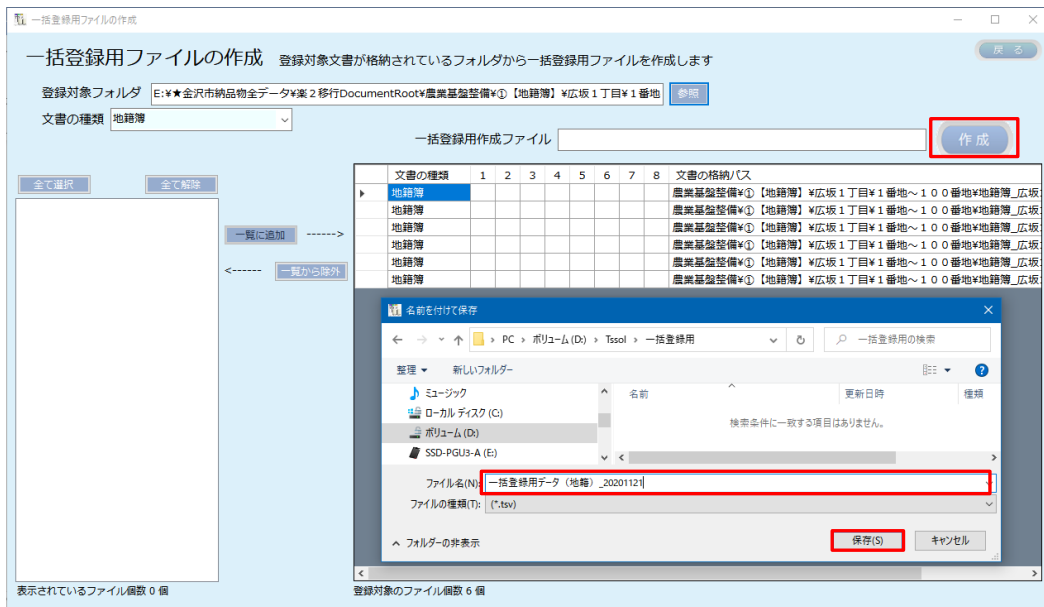 一括登録用ファイルの作成
一括登録用ファイルの作成 登録対象文書が格納されているフォルダから一括登録用ファイルを作成します
戻る
登録対象フォルダ E:¥★金沢市納品物全データ¥楽２移行DocumentRoot¥農業基盤整備¥①【地籍簿】¥広坂１丁目¥１番地 参照
文書の種類 地籍簿
一括登録用作成ファイル 作成
全て選択 全て解除
文書の種類 1 2 3 4 5 6 7 8 文書の格納パス
地籍簿 農業基盤整備¥①【地籍簿】¥広坂１丁目¥１番地～１００番地¥地籍簿_広坂
地籍簿 農業基盤整備¥①【地籍簿】¥広坂１丁目¥１番地～１００番地¥地籍簿_広坂
地籍簿 農業基盤整備¥①【地籍簿】¥広坂１丁目¥１番地～１００番地¥地籍簿_広坂
地籍簿 農業基盤整備¥①【地籍簿】¥広坂１丁目¥１番地～１００番地¥地籍簿_広坂
地籍簿 農業基盤整備¥①【地籍簿】¥広坂１丁目¥１番地～１００番地¥地籍簿_広坂
地籍簿 農業基盤整備¥①【地籍簿】¥広坂１丁目¥１番地～１００番地¥地籍簿_広坂
一覧に追加 ------>
<------ 一覧から除外
名前を付けて保存
PC › ボリューム (D:) › Tssol › 一括登録用
一括登録用の検索
整理 新しいフォルダー
ミュージック
ローカル ディスク (C:)
ボリューム (D:)
SSD-PGU3-A (E:)
名前 更新日時 種類
検索条件に一致する項目はありません。
ファイル名(N): 一括登録用データ（地籍）_20201121
ファイルの種類(T): (*.tsv)
フォルダーの非表示 保存(S) キャンセル
表示されているファイル個数 0 個
登録対象のファイル個数 6 個